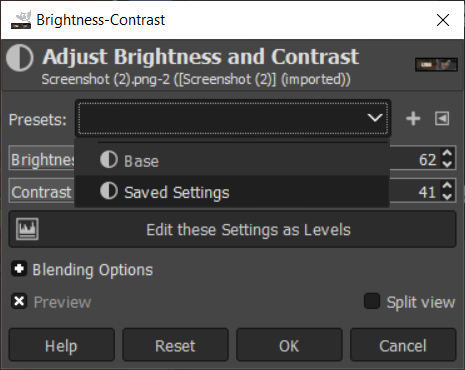 Brightness-Contrast
Adjust Brightness and Contrast
Screenshot (2).png-2 ([Screenshot (2)] (imported))
Presets:
Base
Saved Settings
Brightne
62
Contrast
41
Edit these Settings as Levels
Blending Options
Preview
Split view
Help
Reset
OK
Cancel